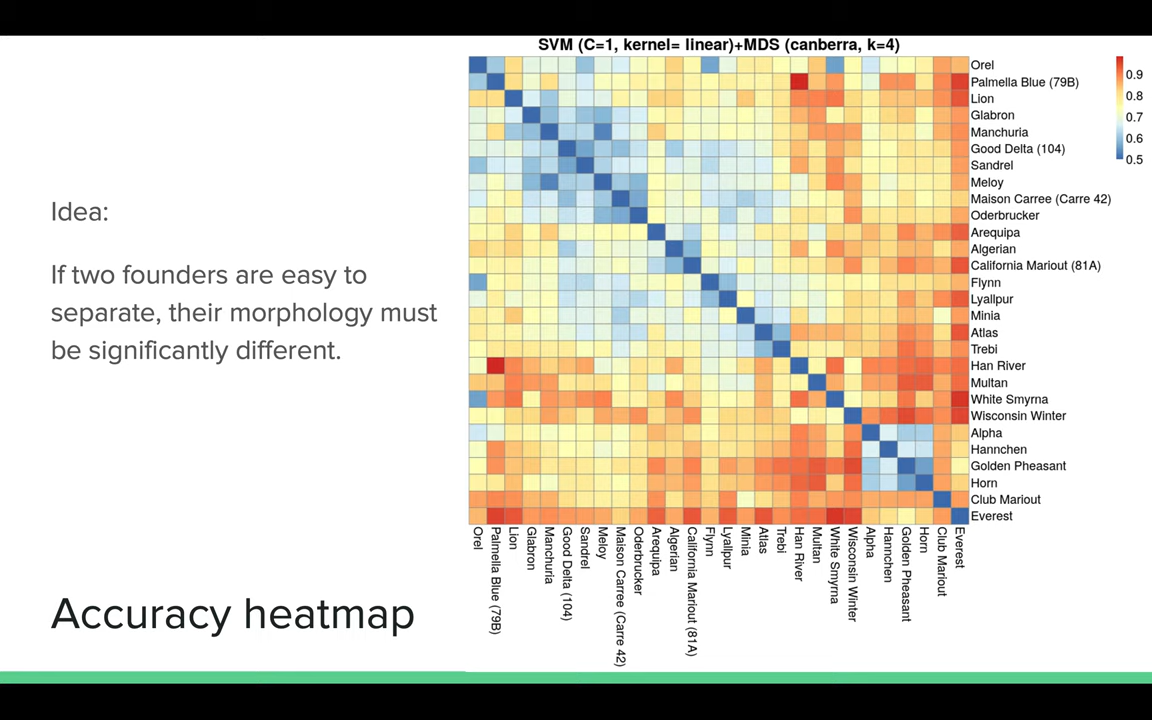 SVM (C=1, kernel= linear)+MDS (canberra, k=4)
Idea:
If two founders are easy to
separate, their morphology must
be significantly different.
Accuracy heatmap
Orel
Palmella Blue (79B)
Lion
Glabron
Manchuria
Good Delta (104)
Sandrel
Meloy
Maison Carree (Carre 42)
Oderbrucker
Arequipa
Algerian
California Mariout (81A)
Flynn
Lyallpur
Minia
Atlas
Trebi
Han River
Multan
White Smyrna
Wisconsin Winter
Alpha
Hannchen
Golden Pheasant
Horn
Club Mariout
Everest
0.9
0.8
0.7
0.6
0.5
Orel
Palmella Blue (79B)
Lion
Glabron
Manchuria
Good Delta (104)
Sandrel
Meloy
Maison Carree (Carre 42)
Oderbrucker
Arequipa
Algerian
California Mariout (81A)
Flynn
Lyallpur
Minia
Atlas
Trebi
Han River
Multan
White Smyrna
Wisconsin Winter
Alpha
Hannchen
Golden Pheasant
Horn
Club Mariout
Everest